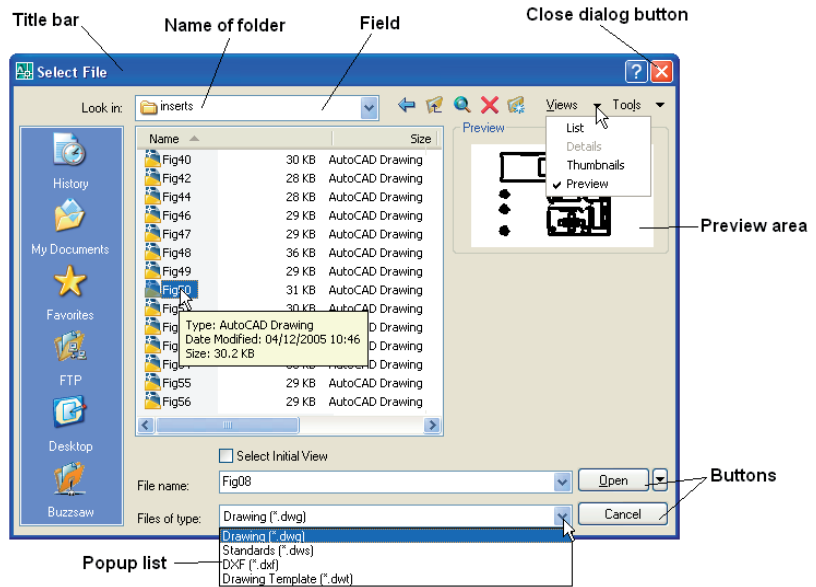 Title bar
Name of folder
Field
Close dialog button
Select File
Look in:
inserts
Views
Tools
List
Details
Thumbnails
Preview
Preview
Preview area
History
My Documents
Favorites
FTP
Desktop
Buzzsaw
Name Size
Fig40 30 KB AutoCAD Drawing
Fig42 28 KB AutoCAD Drawing
Fig44 28 KB AutoCAD Drawing
Fig46 29 KB AutoCAD Drawing
Fig47 29 KB AutoCAD Drawing
Fig48 36 KB AutoCAD Drawing
Fig49 29 KB AutoCAD Drawing
Fig50 31 KB AutoCAD Drawing
30 KB AutoCAD Drawing
Type: AutoCAD Drawing
Date Modified: 04/12/2005 10:46
Size: 30.2 KB
Fig55 29 KB AutoCAD Drawing
Fig56 29 KB AutoCAD Drawing
Select Initial View
File name: Fig08
Open
Buttons
Files of type: Drawing (*.dwg)
Cancel
Drawing (*.dwg)
Standards (*.dws)
DXF (*.dxf)
Drawing Template (*.dwt)
Popup list